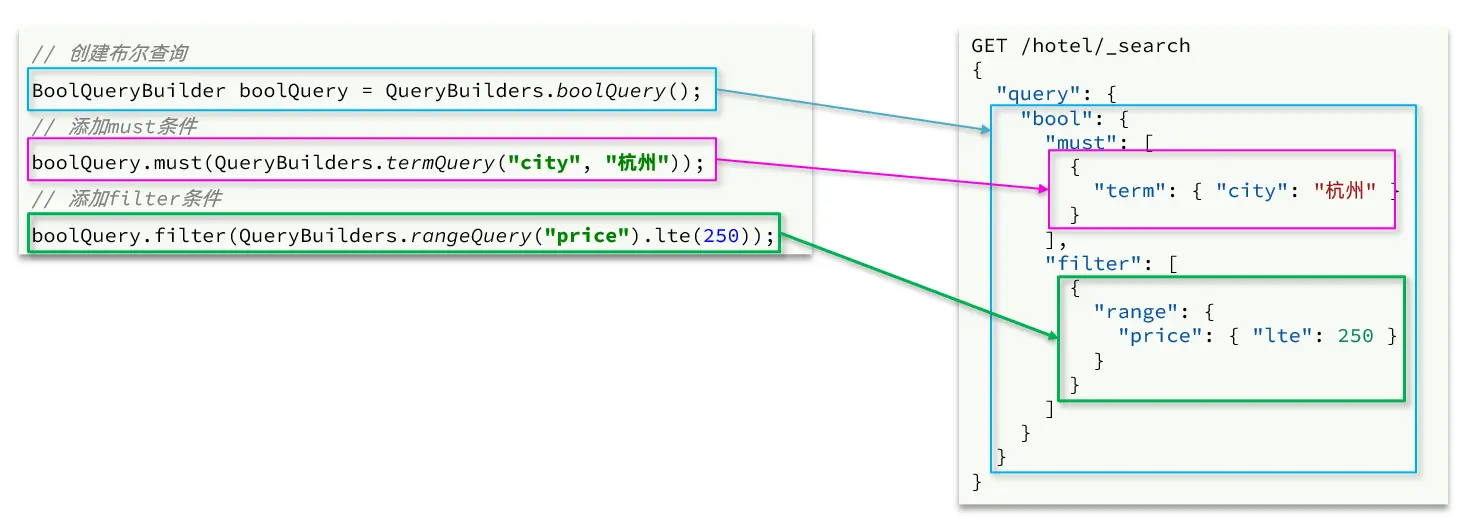 // 创建布尔查询
BoolQueryBuilder boolQuery = QueryBuilders.boolQuery();
// 添加must条件
boolQuery.must(QueryBuilders.termQuery("city", "杭州"));
// 添加filter条件
boolQuery.filter(QueryBuilders.rangeQuery("price").lte(250));
GET /hotel/_search
{
  "query": {
    "bool": {
      "must": [
        {
          "term": { "city": "杭州" }
        }
      ],
      "filter": [
        {
          "range": {
            "price": { "lte": 250 }
          }
        }
      ]
    }
  }
}